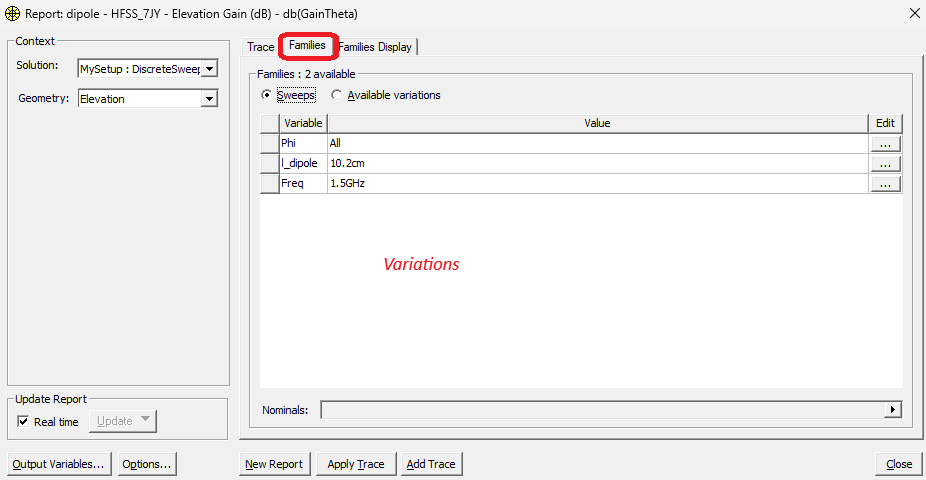 Report: dipole - HFSS_7JY - Elevation Gain (dB) - db(GainTheta)
Context
Solution: MySetup : DiscreteSweep
Geometry: Elevation
Trace Families Families Display
Families : 2 available
Sweeps Available variations
Variable Value Edit
Phi All ...
l_dipole 10.2cm ...
Freq 1.5GHz ...
Variations
Nominals:
Update Report
Real time Update
Output Variables... Options... New Report Apply Trace Add Trace Close